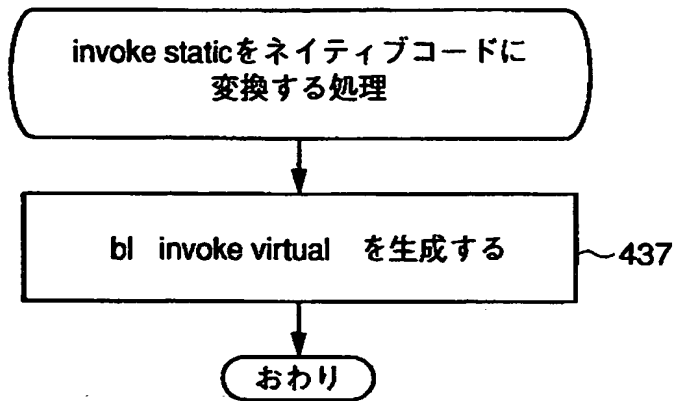 invoke staticをネイティブコードに
変換する処理
bl invoke virtual を生成する
437
おわり